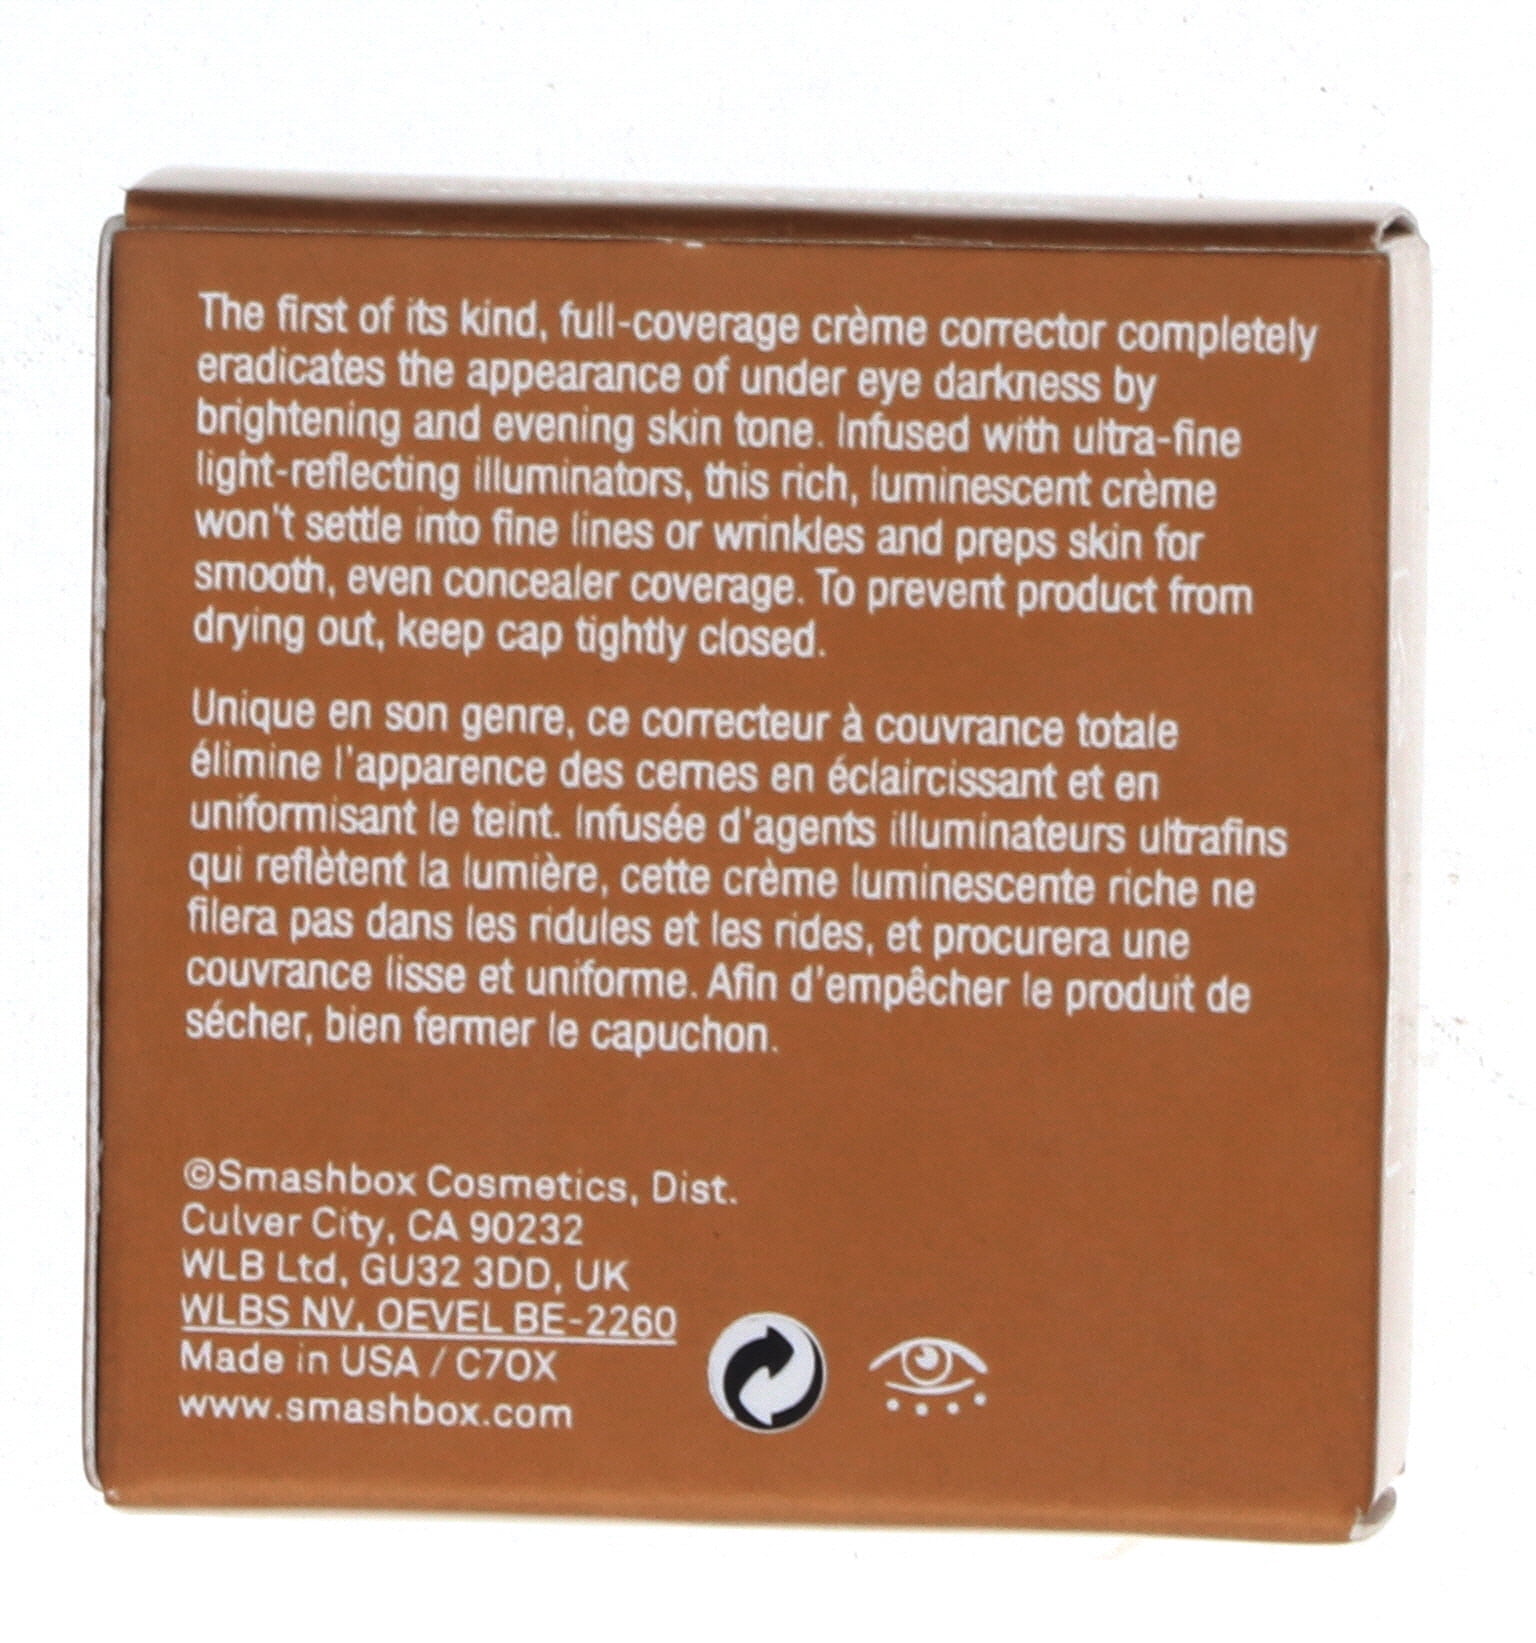 The first of its kind, full-coverage crème corrector completely
eradicates the appearance of under eye darkness by
brightening and evening skin tone. Infused with ultra-fine
light-reflecting illuminators, this rich, luminescent crème
won't settle into fine lines or wrinkles and preps skin for
smooth, even concealer coverage. To prevent product from
drying out, keep cap tightly closed.
Unique en son genre, ce correcteur à couvrance totale
élimine l'apparence des cernes en éclaircissant et en
uniformisant le teint. Infusée d'agents illuminateurs ultrafins
qui reflètent la lumière, cette crème luminescente riche ne
filera pas dans les ridules et les rides, et procurera une
couvrance lisse et uniforme. Afin d'empêcher le produit de
sécher, bien fermer le capuchon.
©Smashbox Cosmetics, Dist.
Culver City, CA 90232
WLB Ltd, GU32 3DD, UK
WLBS NV, OEVEL BE-2260
Made in USA / C70X
www.smashbox.com